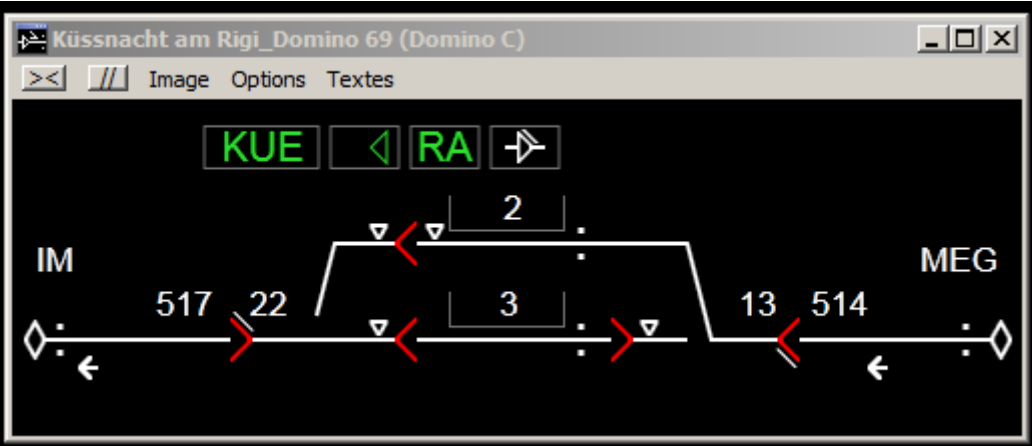 Küssnacht am Rigi_Domino 69 (Domino C)
>< // Image Options Textes
KUE RA
2
IM MEG
517 22 3 13 514